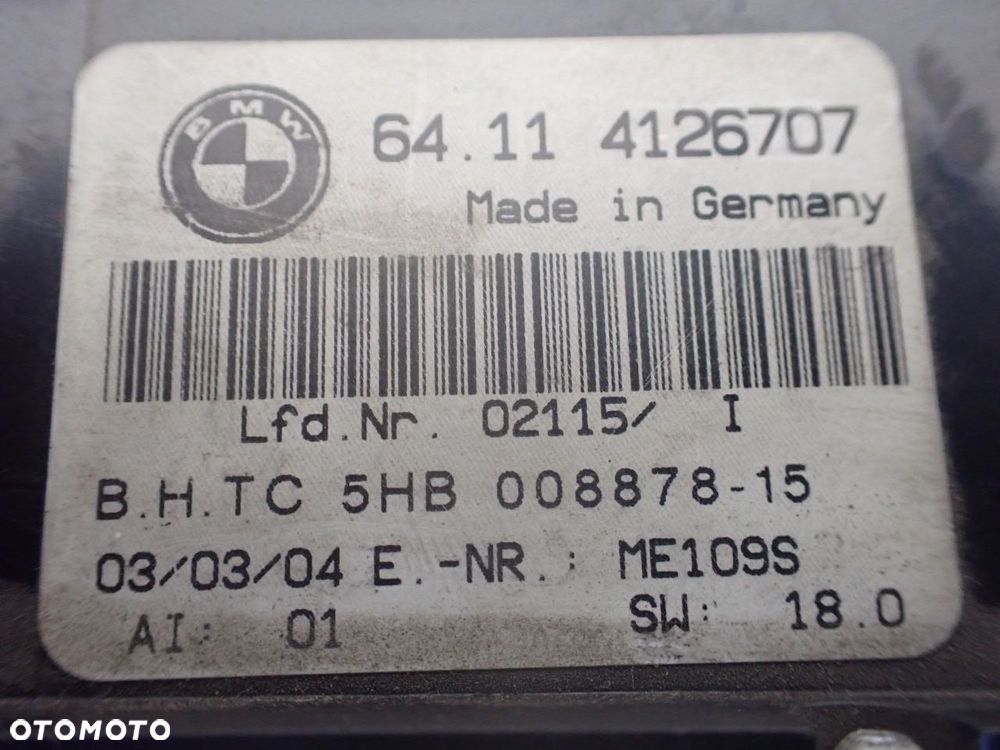 BMW
64.11 4126707
Made in Germany
Lfd.Nr. 02115/ I
B.H.TC 5HB 008878-15
03/03/04 E.-NR.: ME109S
AI: 01 SW: 18.0
OTOMOTO